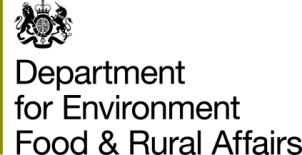 Department
for Environment
Food & Rural Affairs